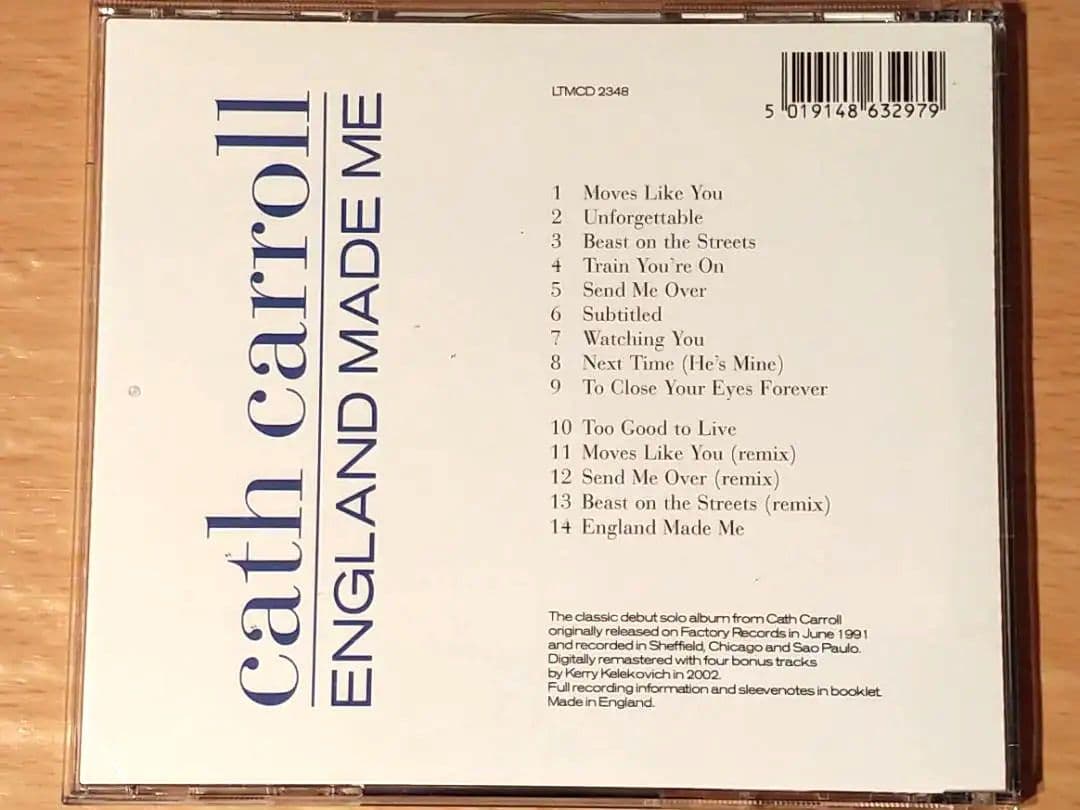 cath carroll
ENGLAND MADE ME
LTMCD 2348
5 019148 632979
1 Moves Like You
2 Unforgettable
3 Beast on the Streets
4 Train You're On
5 Send Me Over
6 Subtitled
7 Watching You
8 Next Time (He's Mine)
9 To Close Your Eyes Forever
10 Too Good to Live
11 Moves Like You (remix)
12 Send Me Over (remix)
13 Beast on the Streets (remix)
14 England Made Me
The classic debut solo album from Cath Carroll
originally released on Factory Records in June 1991
and recorded in Sheffield, Chicago and Sao Paulo.
Digitally remastered with four bonus tracks
by Kerry Kelekovich in 2002.
Full recording information and sleevenotes in booklet.
Made in England.